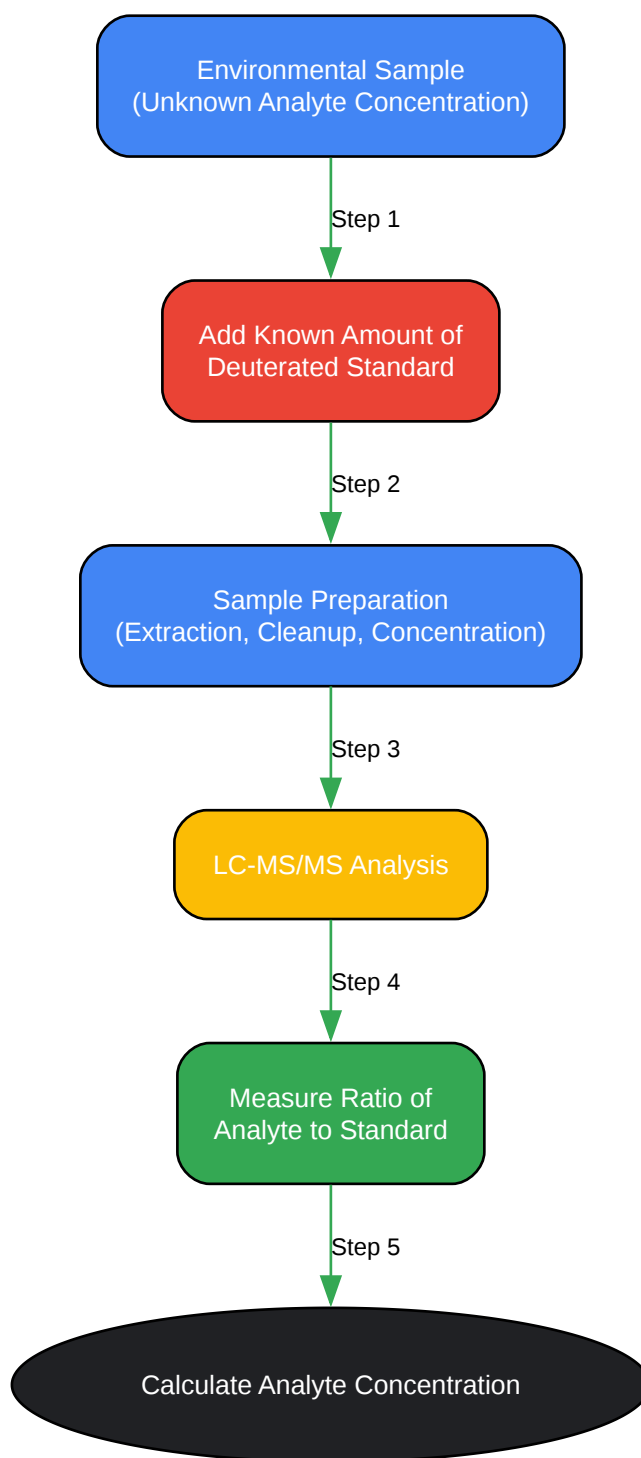 Environmental Sample
(Unknown Analyte Concentration)
Step 1
Add Known Amount of
Deuterated Standard
Step 2
Sample Preparation
(Extraction, Cleanup, Concentration)
Step 3
LC-MS/MS Analysis
Step 4
Measure Ratio of
Analyte to Standard
Step 5
Calculate Analyte Concentration